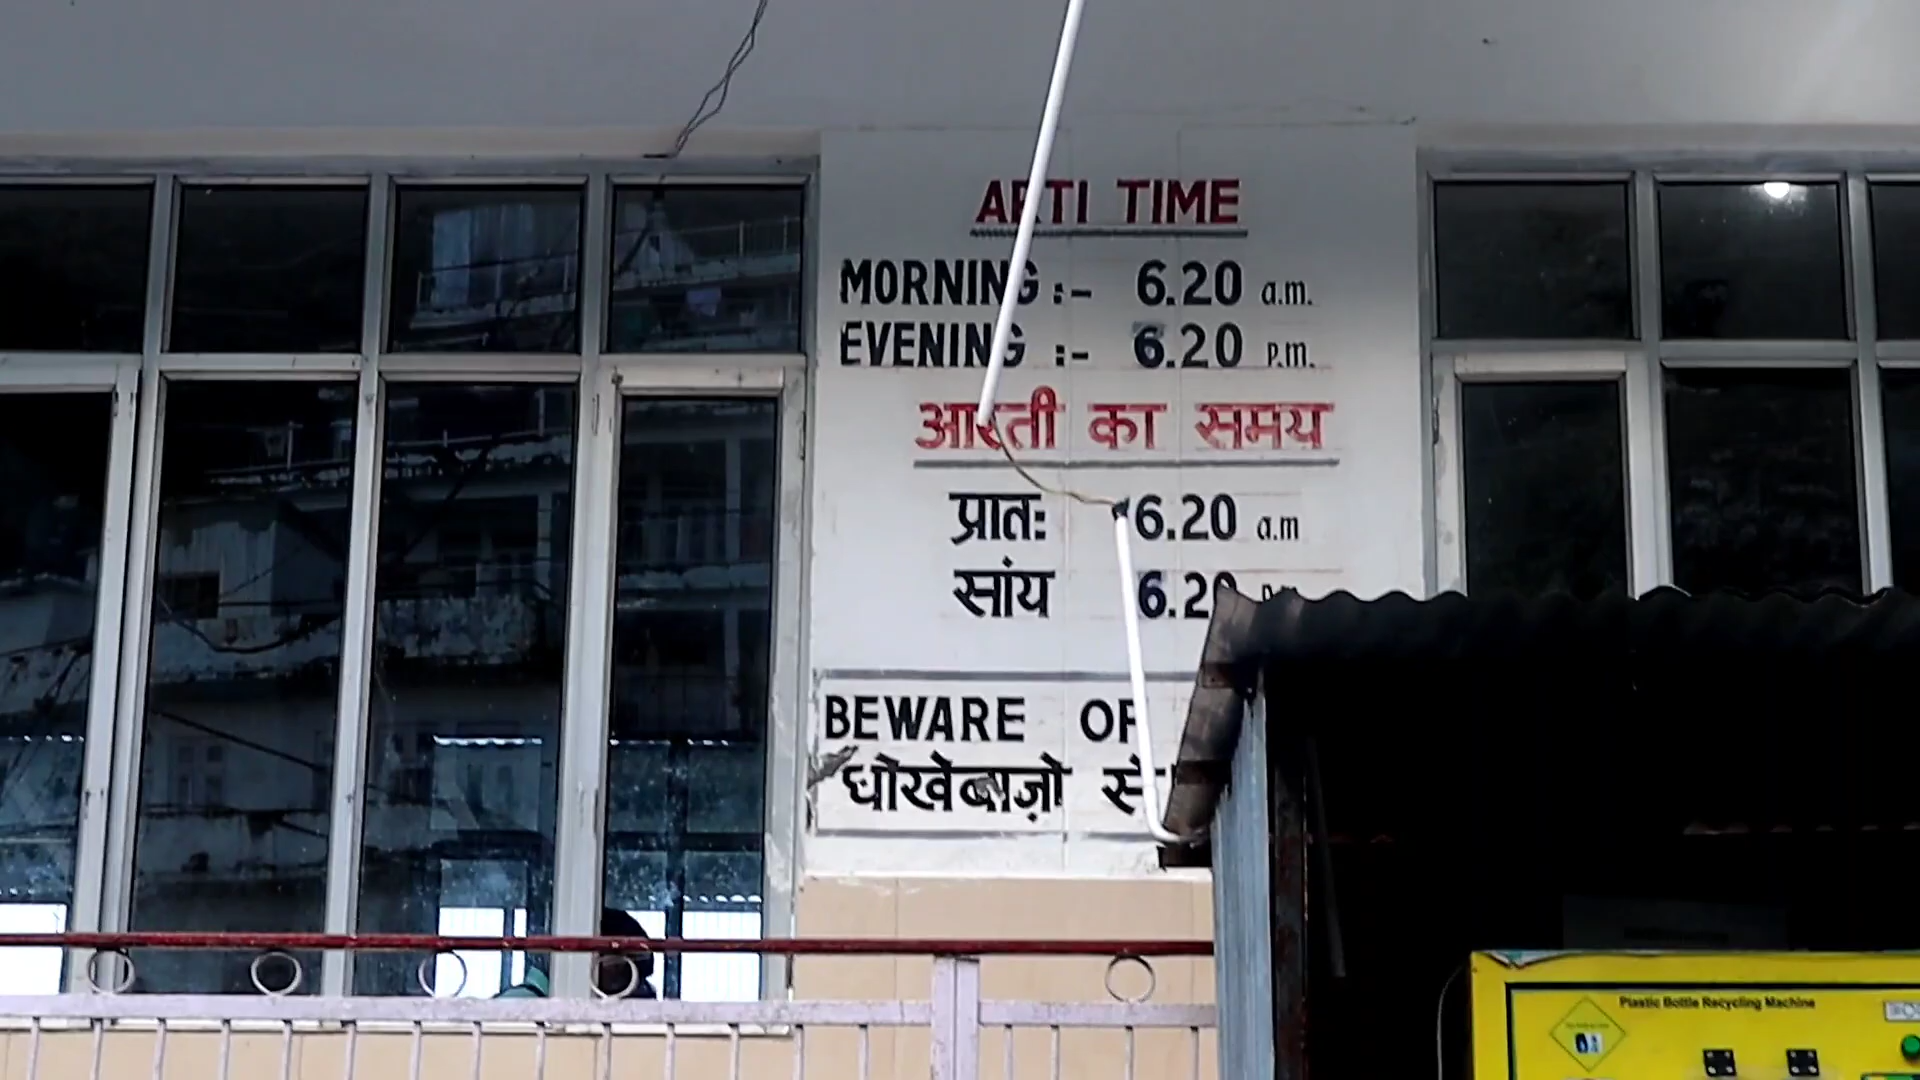 ARTI TIME
MORNING :- 6.20 a.m.
EVENING :- 6.20 P.m.
आरती का समय
प्रातः 6.20 a.m
सांय 6.20
BEWARE OF
धोखेबाज़ो से
Plastic Bottle Recycling Machine